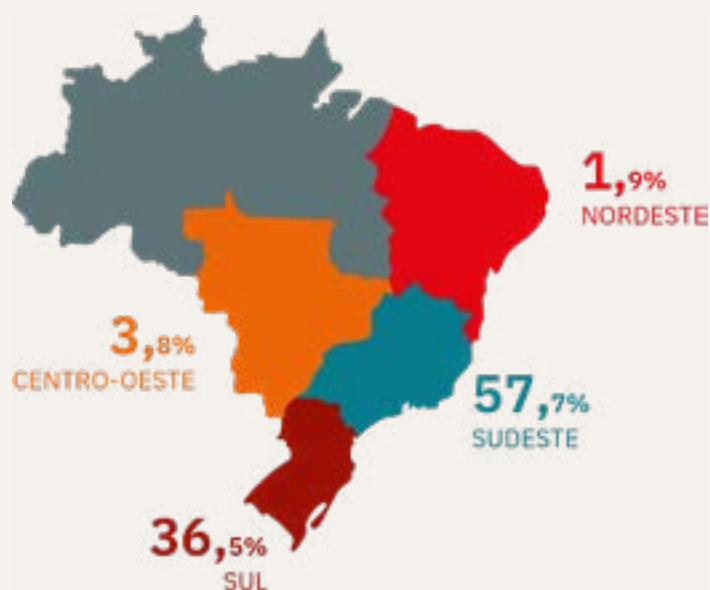 1,9%
NORDESTE
3,8%
CENTRO-OESTE
57,7%
SUDESTE
36,5%
SUL